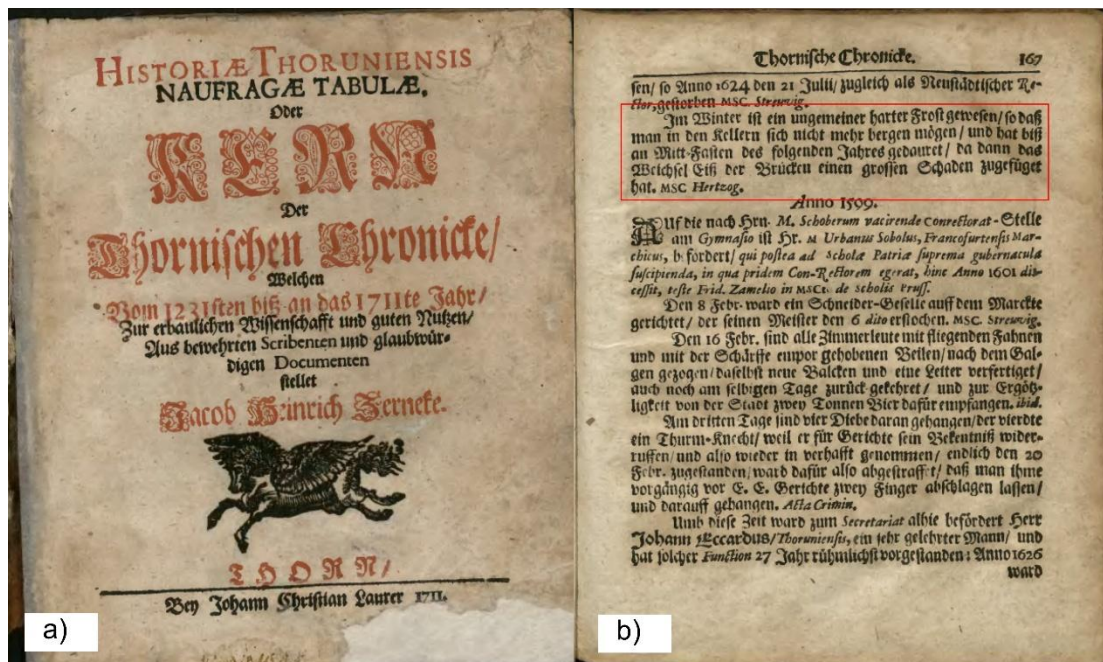 HISTORIÆ THORUNIENSIS
NAUFRAGÆ TABULÆ.
Oder
KERN
Der
Thornischen Chronicke/
Welchen
Vom 1231sten biß an das 1711te Jahr/
Zur erbaulichen Wissenschafft und guten Nutzen/
Aus bewehrten Scribenten und glaubwür-
digen Documenten
stellet
Jacob Heinrich Zerneke.
THORN/
Bey Johann Christian Laurer 1711.
a)
Thornische Chronicke. 167
sen/ so Anno 1624 den 21 Julii/ zugleich als Neustädtischer Re-
ctor, gestorben MSC. Streuvig.
Im Winter ist ein ungemeiner harter Frost gewesen/ so daß
man in den Kellern sich nicht mehr bergen mögen/ und hat biß
an Mitt-Fasten des folgenden Jahres gedauret/ da dann das
Weichsel Eiß der Brücken einen grossen Schaden zugefüget
hat. MSC Hertzog.
Anno 1599.
AUf die nach Hrn. M. Schoberum vacirende Conrectorat-Stelle
am Gymnasio ist Hr. M Urbanus Sobolus, Francofurtensis Mar-
chicus, befördert/ qui postea ad Scholæ Patriæ suprema gubernacula
suscipienda, in qua pridem Con-Rectorem egerat, hinc Anno 1601 dis-
cessit, teste Frid. Zamelio in MSCt. de Scholis Pruss.
Den 8 Febr. ward ein Schneider-Geselle auff dem Marckte
gerichtet/ der seinen Meister den 6 dito erstochen. MSC. Streuvig.
Den 16 Febr. sind alle Zimmerleute mit fliegenden Fahnen
und mit der Schärffe empor gehobenen Beilen/ nach dem Gal-
gen gezogen/ daselbst neue Balcken und eine Leiter verfertiget/
auch noch am selbigen Tage zurück gekehret/ und zur Ergötz-
ligkeit von der Stadt zwey Tonnen Bier dafür empfangen. ibid.
Am dritten Tage sind vier Diebe daran gehangen/ der vierdte
ein Thurm-Knecht/ weil er für Gerichte sein Bekentniß wider-
ruffen/ und also wieder in verhafft genommen/ endlich den 20
Febr. zugestanden/ ward dafür also abgestraffet/ daß man ihme
vorgängig vor E. E. Gerichte zwey Finger abschlagen lassen/
und darauff gehangen. Acta Crimin.
Umb diese Zeit ward zum Secretariat alhie befördert Herr
Johann Eccardus/ Thoruniensis, ein sehr gelehrter Mann/ und
hat solcher Function 27 Jahr rühmlichst vorgestanden: Anno 1626
ward
b)